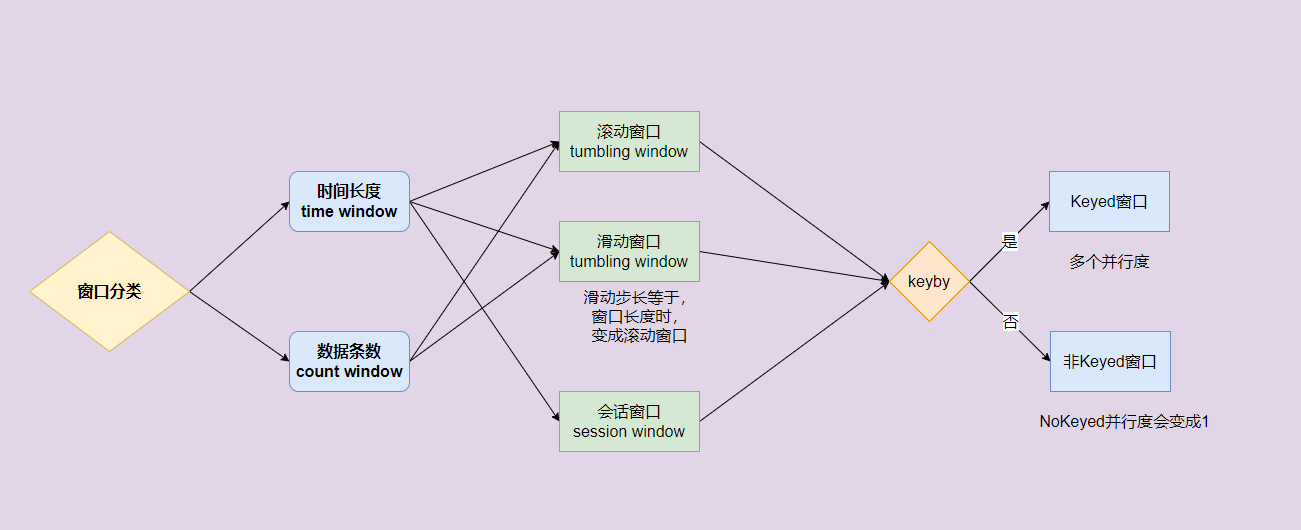 窗口分类
时间长度
time window
数据条数
count window
滚动窗口
tumbling window
滑动窗口
tumbling window
滑动步长等于，
窗口长度时，
变成滚动窗口
会话窗口
session window
keyby
是
否
Keyed窗口
多个并行度
非Keyed窗口
NoKeyed并行度会变成1